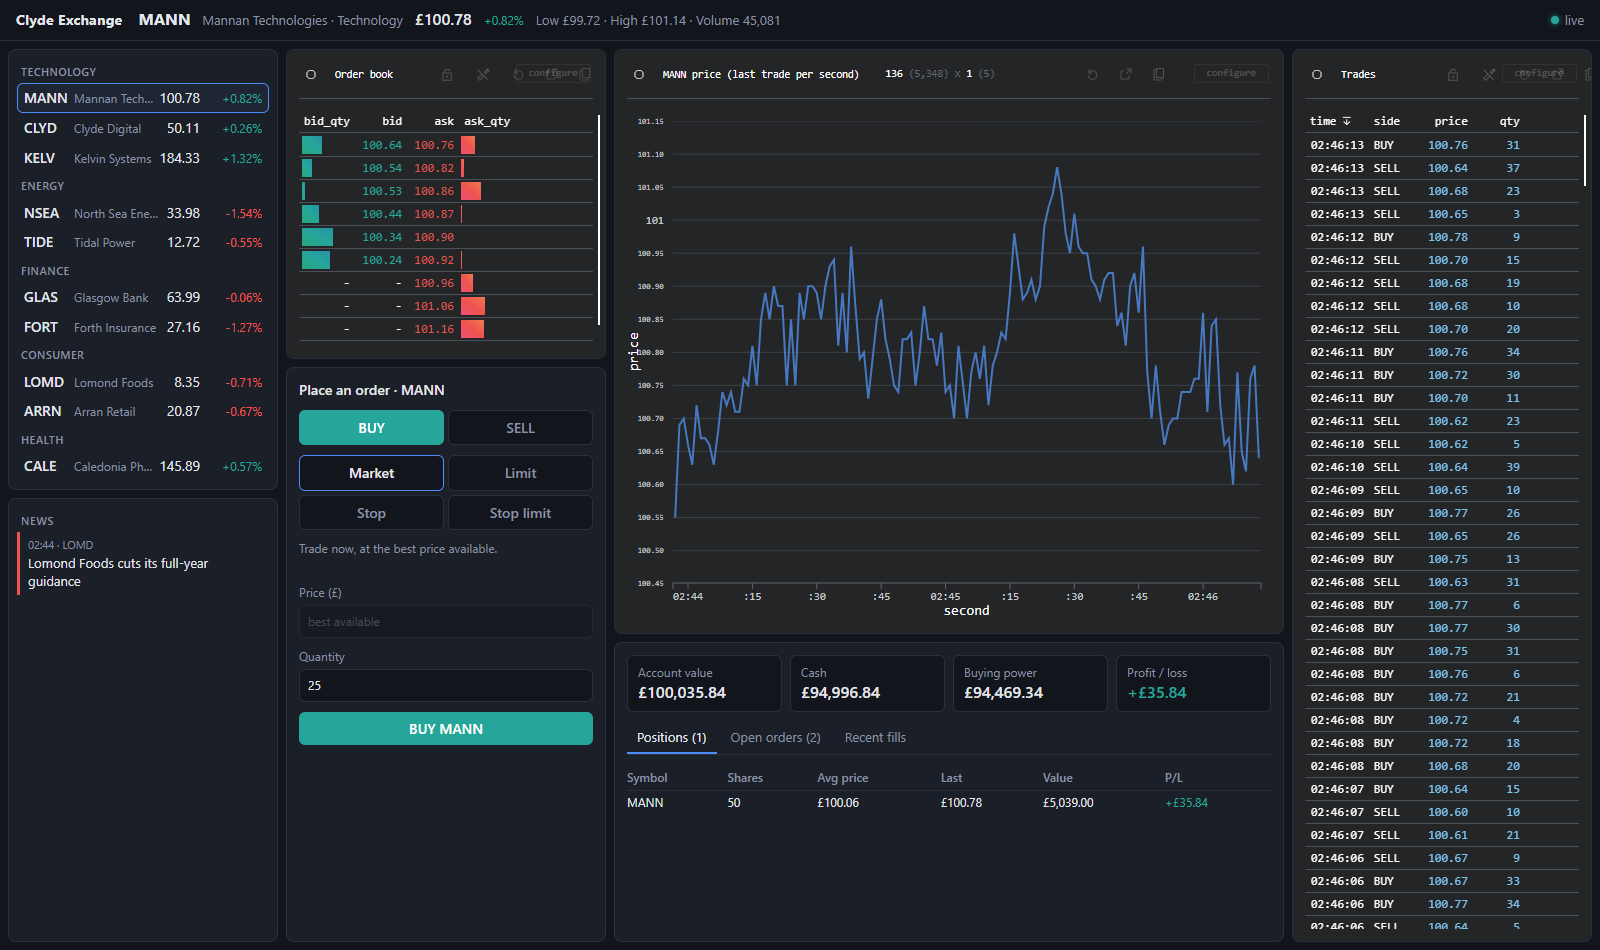 Clyde Exchange MANN Mannan Technologies · Technology £100.78 +0.82% Low £99.72 · High £101.14 · Volume 45,081 live
TECHNOLOGY
MANN Mannan Tech... 100.78 +0.82%
CLYD Clyde Digital 50.11 +0.26%
KELV Kelvin Systems 184.33 +1.32%
ENERGY
NSEA North Sea Ene... 33.98 -1.54%
TIDE Tidal Power 12.72 -0.55%
FINANCE
GLAS Glasgow Bank 63.99 -0.06%
FORT Forth Insurance 27.16 -1.27%
CONSUMER
LOMD Lomond Foods 8.35 -0.71%
ARRN Arran Retail 20.87 -0.67%
HEALTH
CALE Caledonia Ph... 145.89 +0.57%
NEWS
02:44 · LOMD
Lomond Foods cuts its full-year
guidance
Order book configure
bid_qty bid ask ask_qty
100.64 100.76
100.54 100.82
100.53 100.86
100.44 100.87
100.34 100.90
100.24 100.92
- - 100.96
- - 101.06
- - 101.16
Place an order · MANN
BUY SELL
Market Limit
Stop Stop limit
Trade now, at the best price available.
Price (£)
best available
Quantity
25
BUY MANN
MANN price (last trade per second) 136 (5,348) x 1 (5) configure
101.15
101.10
101.05
101
100.95
100.90
100.85
100.80
100.75
100.70
100.65
100.60
100.55
100.50
100.45
price
02:44 :15 :30 :45 02:45 :15 :30 :45 02:46
second
Account value Cash Buying power Profit / loss
£100,035.84 £94,996.84 £94,469.34 +£35.84
Positions (1) Open orders (2) Recent fills
Symbol Shares Avg price Last Value P/L
MANN 50 £100.06 £100.78 £5,039.00 +£35.84
Trades configure
time side price qty
02:46:13 BUY 100.76 31
02:46:13 SELL 100.64 37
02:46:13 SELL 100.68 23
02:46:13 SELL 100.65 3
02:46:12 BUY 100.78 9
02:46:12 SELL 100.70 15
02:46:12 SELL 100.68 19
02:46:12 SELL 100.68 10
02:46:12 SELL 100.70 20
02:46:11 BUY 100.76 34
02:46:11 BUY 100.72 30
02:46:11 BUY 100.70 11
02:46:11 SELL 100.62 23
02:46:10 SELL 100.62 5
02:46:10 SELL 100.64 39
02:46:09 SELL 100.65 10
02:46:09 BUY 100.77 26
02:46:09 SELL 100.65 26
02:46:09 BUY 100.75 13
02:46:08 SELL 100.63 31
02:46:08 BUY 100.77 6
02:46:08 BUY 100.77 30
02:46:08 BUY 100.75 31
02:46:08 BUY 100.76 6
02:46:08 BUY 100.72 21
02:46:08 BUY 100.72 4
02:46:08 BUY 100.72 18
02:46:08 BUY 100.68 20
02:46:07 BUY 100.64 15
02:46:07 SELL 100.60 10
02:46:07 SELL 100.61 21
02:46:06 SELL 100.67 9
02:46:06 BUY 100.67 33
02:46:06 BUY 100.77 34
02:46:06 SELL 100.64 5